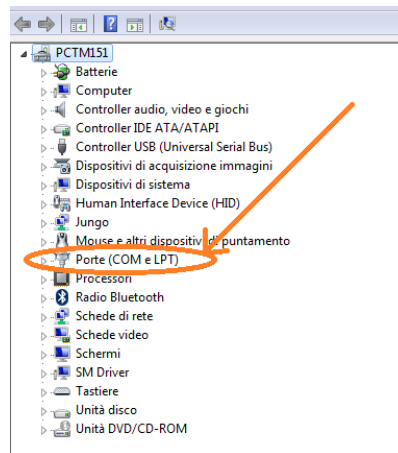 PCTM151
Batterie
Computer
Controller audio, video e giochi
Controller IDE ATA/ATAPI
Controller USB (Universal Serial Bus)
Dispositivi di acquisizione immagini
Dispositivi di sistema
Human Interface Device (HID)
Jungo
Mouse e altri dispositivi di puntamento
Porte (COM e LPT)
Processori
Radio Bluetooth
Schede di rete
Schede video
Schermi
SM Driver
Tastiere
Unità disco
Unità DVD/CD-ROM